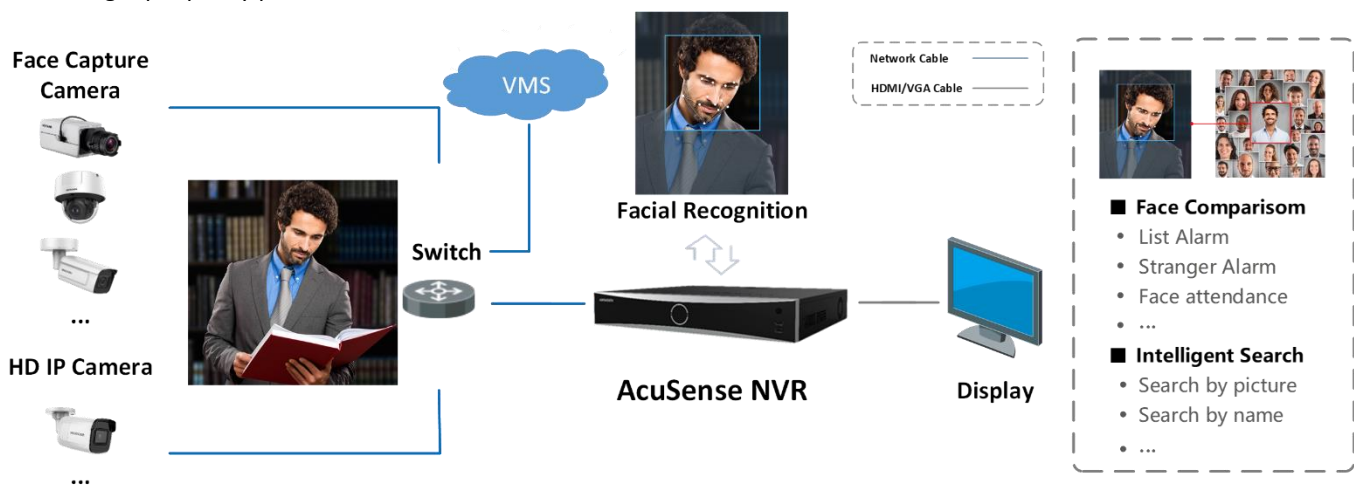 Face Capture
Camera
...
HD IP Camera
...
Switch
VMS
Facial Recognition
AcuSense NVR
Display
Network Cable
HDMI/VGA Cable
■ Face Comparisom
• List Alarm
• Stranger Alarm
• Face attendance
• ...
■ Intelligent Search
• Search by picture
• Search by name
• ...